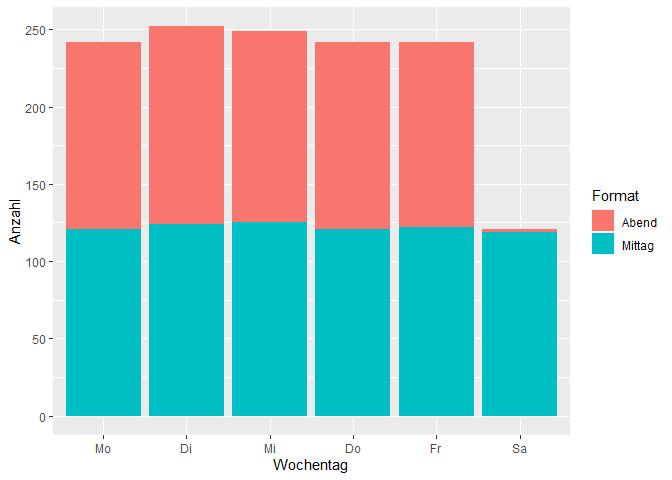 250
200
150
100
50
0
Anzahl
Mo Di Mi Do Fr Sa
Wochentag
Format
Abend
Mittag